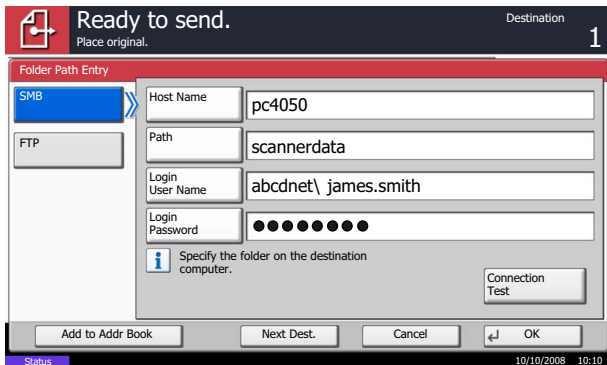 Ready to send.
Destination
Place original.
1
Folder Path Entry
SMB
Host Name
pc4050
FTP
Path
scannerdata
Login
User Name
abcdnet\ james.smith
Login
Password
●●●●●●●●
i
Specify the folder on the destination
computer.
Connection
Test
Add to Addr Book
Next Dest.
Cancel
OK
Status
10/10/2008 10:10